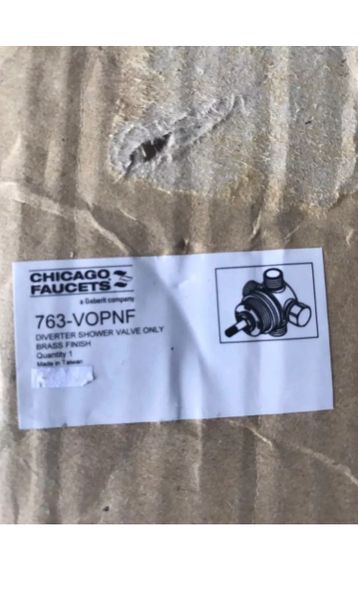 CHICAGO
FAUCETS
a Geberit company
763-VOPNF
DIVERTER SHOWER VALVE ONLY
BRASS FINISH
Quantity 1
Made in Taiwan